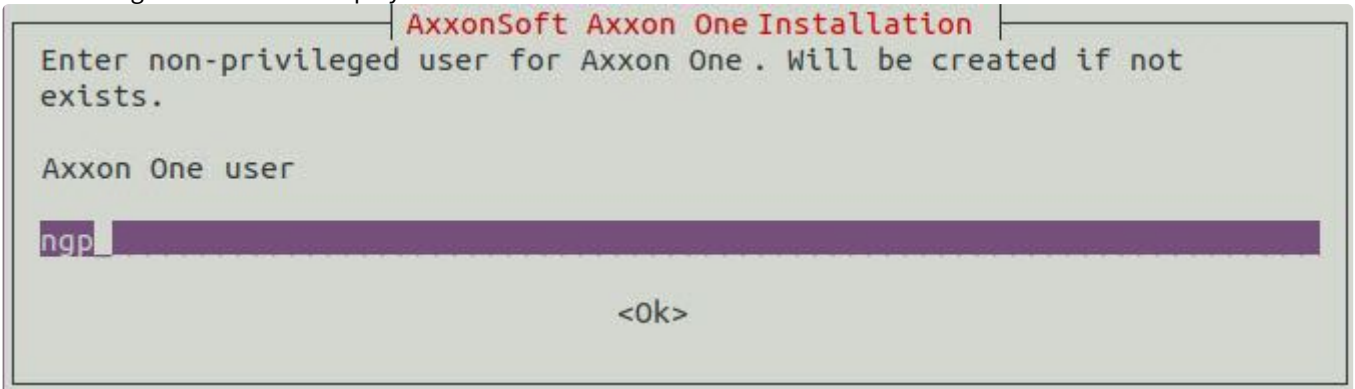 AxxonSoft Axxon One Installation
Enter non-privileged user for Axxon One . Will be created if not
exists.
Axxon One user
ngp_
<Ok>